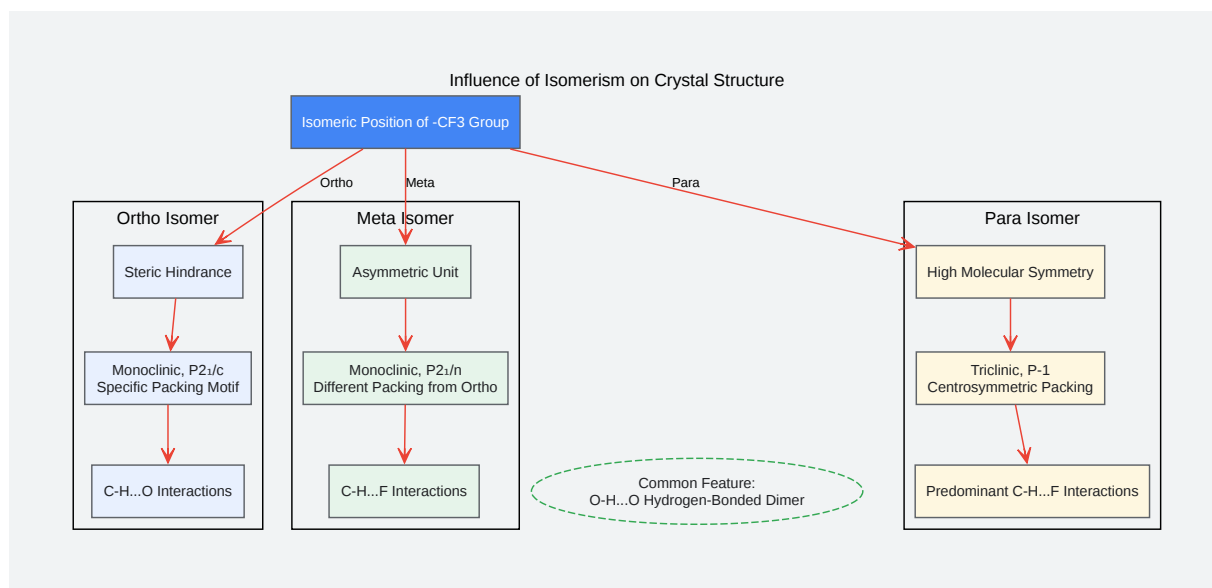 Influence of Isomerism on Crystal Structure
Isomeric Position of -CF3 Group
Ortho
Meta
Para
Ortho Isomer
Steric Hindrance
Monoclinic, P2₁/c
Specific Packing Motif
C-H...O Interactions
Meta Isomer
Asymmetric Unit
Monoclinic, P2₁/n
Different Packing from Ortho
C-H...F Interactions
Common Feature:
O-H...O Hydrogen-Bonded Dimer
Para Isomer
High Molecular Symmetry
Triclinic, P-1
Centrosymmetric Packing
Predominant C-H...F Interactions